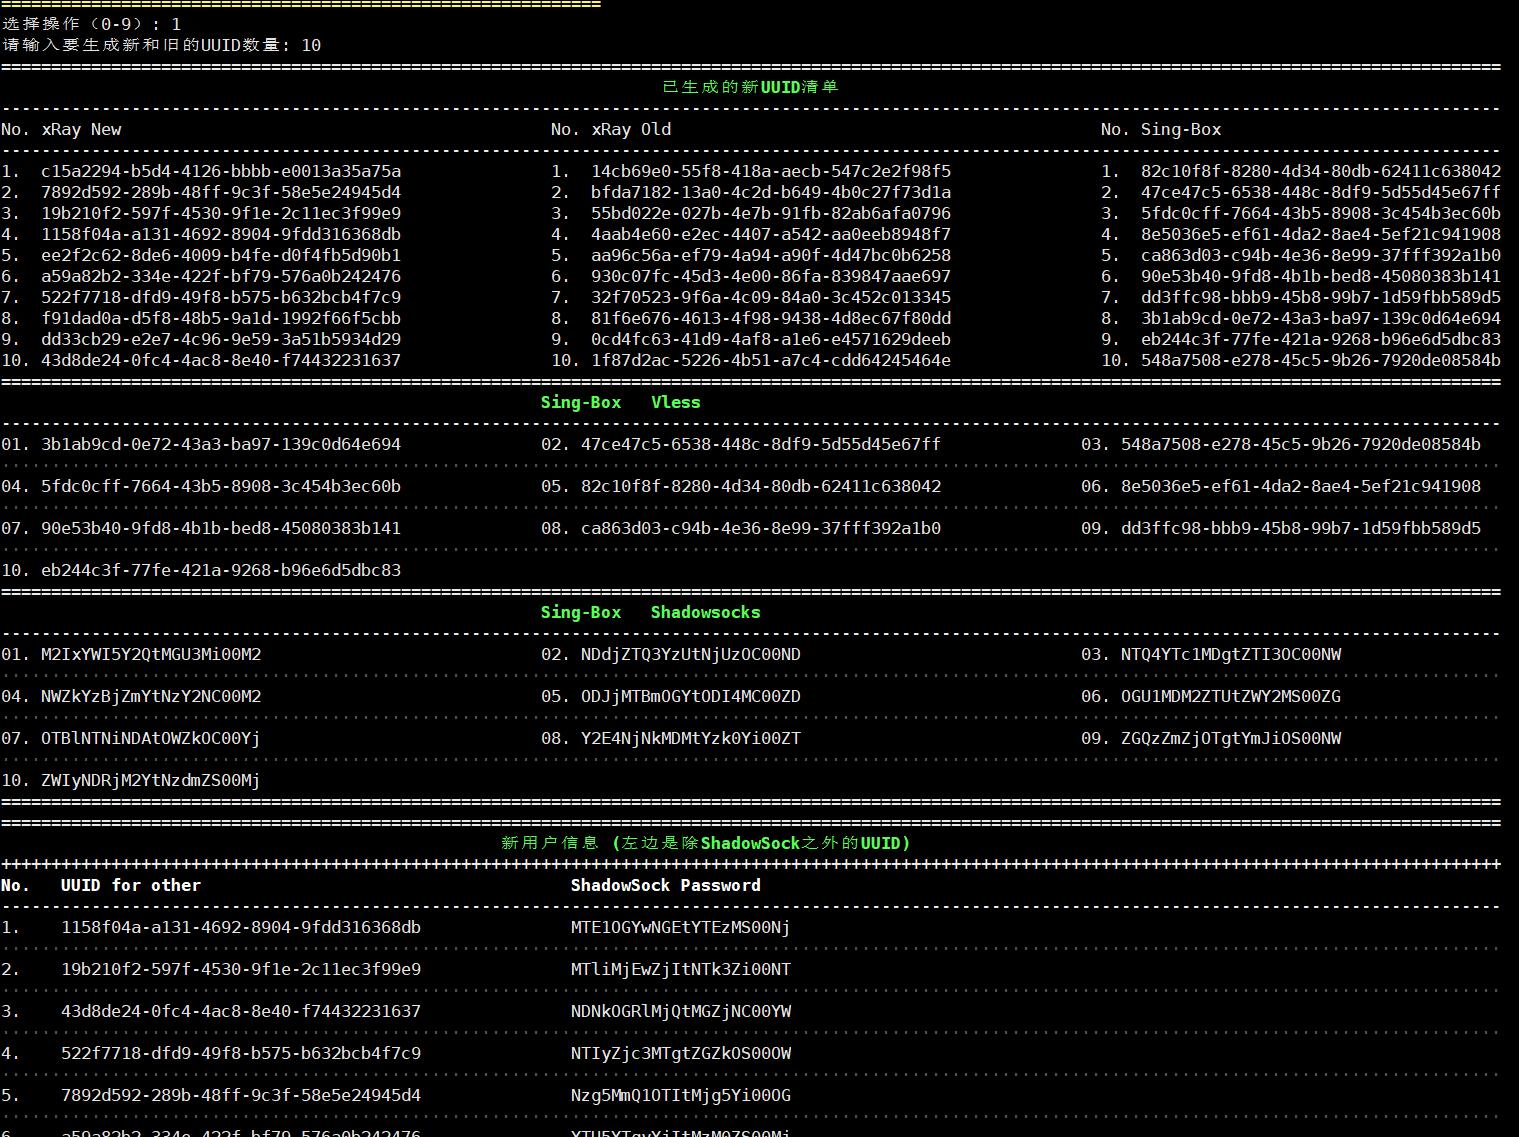 选择操作（0-9）: 1
请输入要生成新和旧的UUID数量: 10
已生成的新UUID清单
No. xRay New No. xRay Old No. Sing-Box
1. c15a2294-b5d4-4126-bbbb-e0013a35a75a 1. 14cb69e0-55f8-418a-aecb-547c2e2f98f5 1. 82c10f8f-8280-4d34-80db-62411c638042
2. 7892d592-289b-48ff-9c3f-58e5e24945d4 2. bfda7182-13a0-4c2d-b649-4b0c27f73d1a 2. 47ce47c5-6538-448c-8df9-5d55d45e67ff
3. 19b210f2-597f-4530-9f1e-2c11ec3f99e9 3. 55bd022e-027b-4e7b-91fb-82ab6afa0796 3. 5fdc0cff-7664-43b5-8908-3c454b3ec60b
4. 1158f04a-a131-4692-8904-9fdd316368db 4. 4aab4e60-e2ec-4407-a542-aa0eeb8948f7 4. 8e5036e5-ef61-4da2-8ae4-5ef21c941908
5. ee2f2c62-8de6-4009-b4fe-d0f4fb5d90b1 5. aa96c56a-ef79-4a94-a90f-4d47bc0b6258 5. ca863d03-c94b-4e36-8e99-37fff392a1b0
6. a59a82b2-334e-422f-bf79-576a0b242476 6. 930c07fc-45d3-4e00-86fa-839847aae697 6. 90e53b40-9fd8-4b1b-bed8-45080383b141
7. 522f7718-dfd9-49f8-b575-b632bcb4f7c9 7. 32f70523-9f6a-4c09-84a0-3c452c013345 7. dd3ffc98-bbb9-45b8-99b7-1d59fbb589d5
8. f91dad0a-d5f8-48b5-9a1d-1992f66f5cbb 8. 81f6e676-4613-4f98-9438-4d8ec67f80dd 8. 3b1ab9cd-0e72-43a3-ba97-139c0d64e694
9. dd33cb29-e2e7-4c96-9e59-3a51b5934d29 9. 0cd4fc63-41d9-4af8-a1e6-e4571629deeb 9. eb244c3f-77fe-421a-9268-b96e6d5dbc83
10. 43d8de24-0fc4-4ac8-8e40-f74432231637 10. 1f87d2ac-5226-4b51-a7c4-cdd64245464e 10. 548a7508-e278-45c5-9b26-7920de08584b
Sing-Box Vless
01. 3b1ab9cd-0e72-43a3-ba97-139c0d64e694 02. 47ce47c5-6538-448c-8df9-5d55d45e67ff 03. 548a7508-e278-45c5-9b26-7920de08584b
04. 5fdc0cff-7664-43b5-8908-3c454b3ec60b 05. 82c10f8f-8280-4d34-80db-62411c638042 06. 8e5036e5-ef61-4da2-8ae4-5ef21c941908
07. 90e53b40-9fd8-4b1b-bed8-45080383b141 08. ca863d03-c94b-4e36-8e99-37fff392a1b0 09. dd3ffc98-bbb9-45b8-99b7-1d59fbb589d5
10. eb244c3f-77fe-421a-9268-b96e6d5dbc83
Sing-Box Shadowsocks
01. M2IxYWI5Y2QtMGU3Mi00M2 02. NDdjZTQ3YzUtNjUzOC00ND 03. NTQ4YTc1MDgtZTI3OC00NW
04. NWZkYzBjZmYtNzY2NC00M2 05. ODJjMTBmOGYtODI4MC00ZD 06. OGU1MDM2ZTUtZWY2MS00ZG
07. OTBlNTNiNDAtOWZkOC00Yj 08. Y2E4NjNkMDMtYzk0Yi00ZT 09. ZGQzZmZjOTgtYmJiOS00NW
10. ZWIyNDRjM2YtNzdmZS00Mj
新用户信息 (左边是除ShadowSock之外的UUID)
No. UUID for other ShadowSock Password
1. 1158f04a-a131-4692-8904-9fdd316368db MTE1OGYwNGEtYTEzMS00Nj
2. 19b210f2-597f-4530-9f1e-2c11ec3f99e9 MTliMjEwZjItNTk3Zi00NT
3. 43d8de24-0fc4-4ac8-8e40-f74432231637 NDNkOGRlMjQtMGZjNC00YW
4. 522f7718-dfd9-49f8-b575-b632bcb4f7c9 NTIyZjc3MTgtZGZkOS00OW
5. 7892d592-289b-48ff-9c3f-58e5e24945d4 Nzg5MmQ1OTItMjg5Yi00OG
6. a59a82b2-334e-422f-bf79-576a0b242476 YTU5YTgyYjItMzM0ZS00Mj